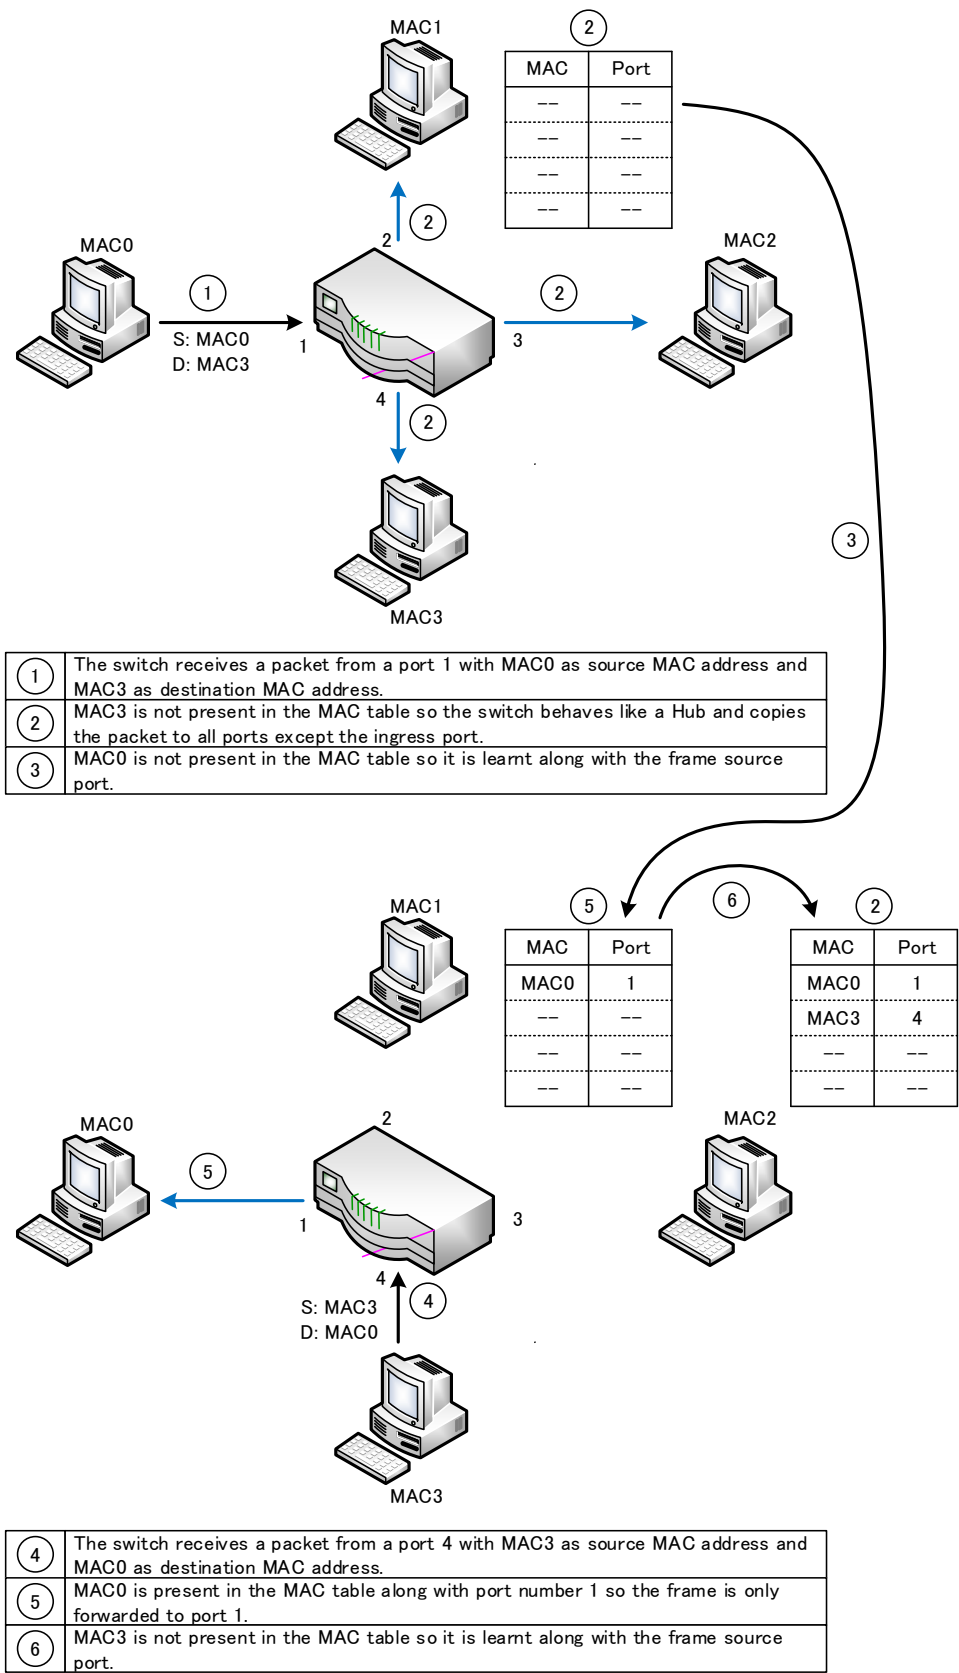 MAC1
2
MAC Port
-- --
-- --
-- --
-- --
2
2
MAC0
MAC2
1
2
S: MAC0
D: MAC3
1
3
4
2
3
MAC3
1 The switch receives a packet from a port 1 with MAC0 as source MAC address and
MAC3 as destination MAC address.
2 MAC3 is not present in the MAC table so the switch behaves like a Hub and copies
the packet to all ports except the ingress port.
3 MAC0 is not present in the MAC table so it is learnt along with the frame source
port.
MAC1
5
6
2
MAC Port
MAC0 1
-- --
-- --
-- --
MAC Port
MAC0 1
MAC3 4
-- --
-- --
MAC0
2
MAC2
5
1
3
4
4
S: MAC3
D: MAC0
MAC3
4 The switch receives a packet from a port 4 with MAC3 as source MAC address and
MAC0 as destination MAC address.
5 MAC0 is present in the MAC table along with port number 1 so the frame is only
forwarded to port 1.
6 MAC3 is not present in the MAC table so it is learnt along with the frame source
port.